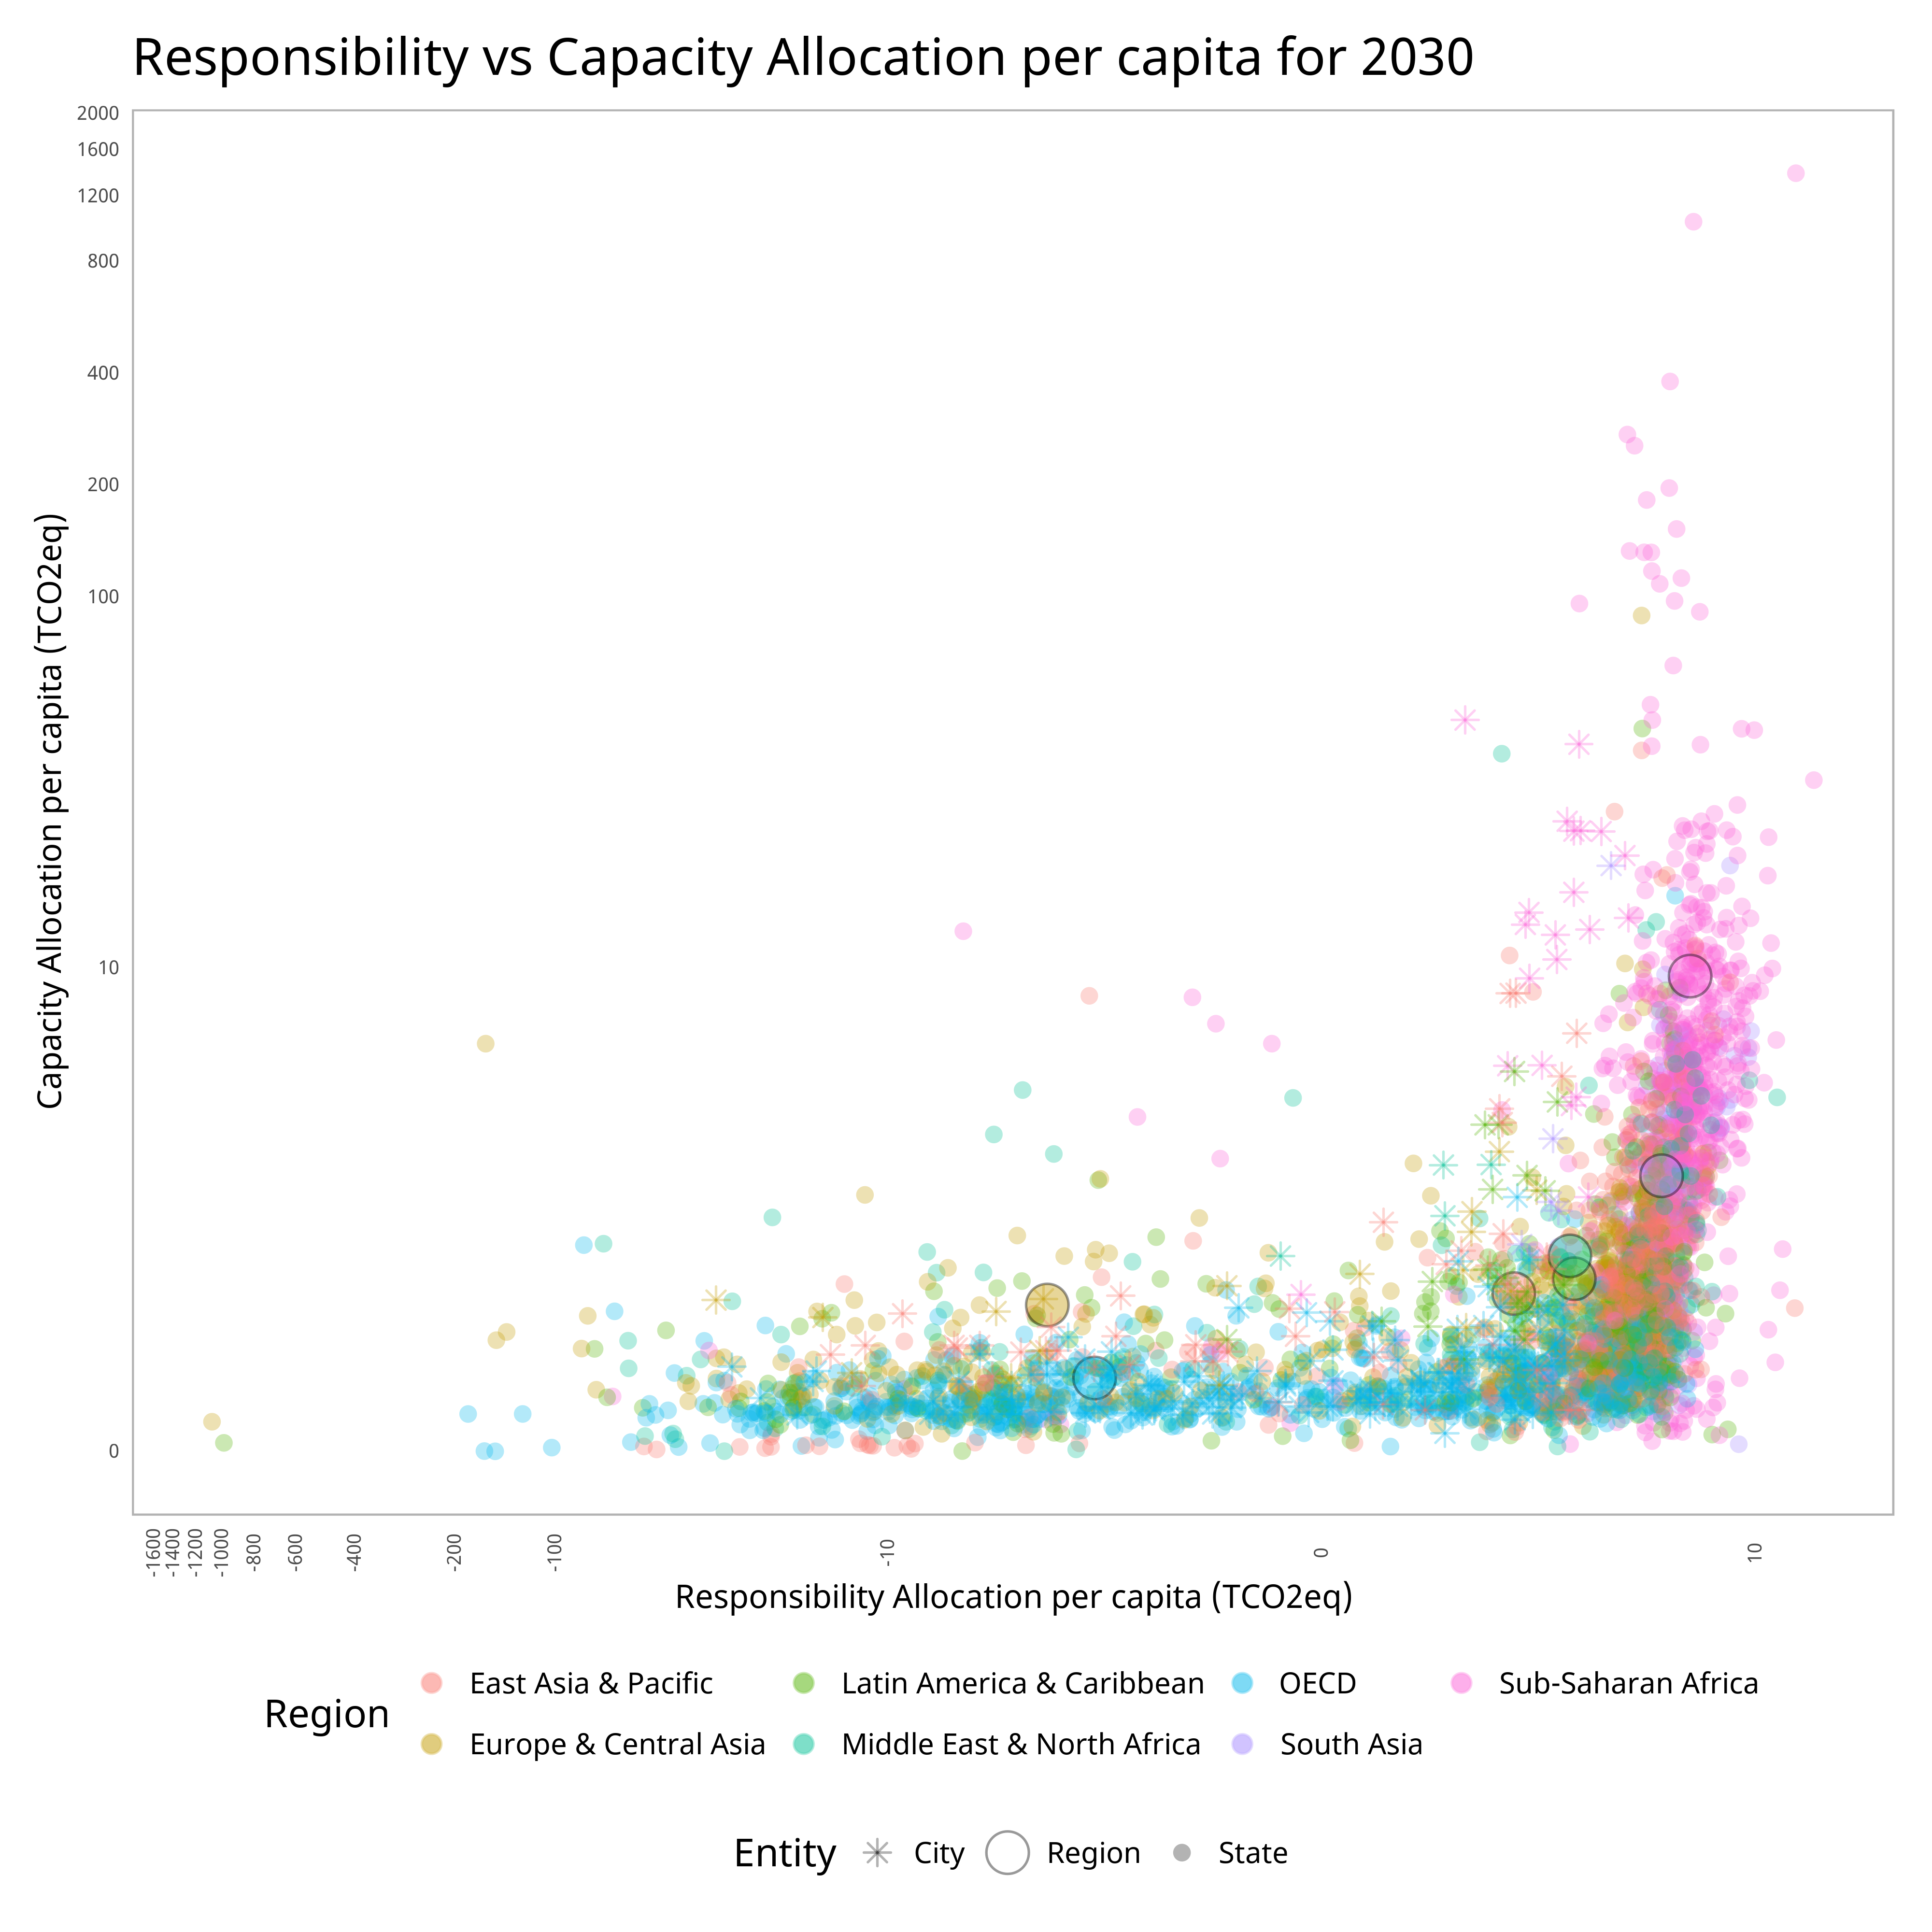 Responsibility vs Capacity Allocation per capita for 2030
Capacity Allocation per capita (TCO2eq)
2000
1600
1200
800
400
200
100
10
0
-1600
-1400
-1200
-1000
-800
-600
-400
-200
-100
-10
0
10
Responsibility Allocation per capita (TCO2eq)
Region
East Asia & Pacific
Latin America & Caribbean
OECD
Sub-Saharan Africa
Europe & Central Asia
Middle East & North Africa
South Asia
Entity
City
Region
State